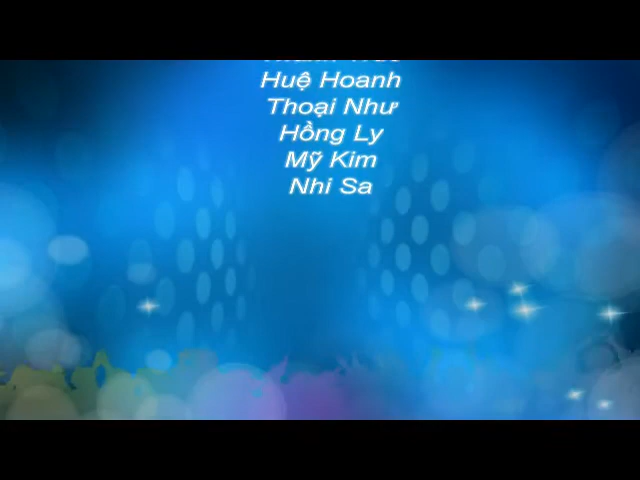 Huệ Hoanh
Thoại Như
Hồng Ly
Mỹ Kim
Nhi Sa